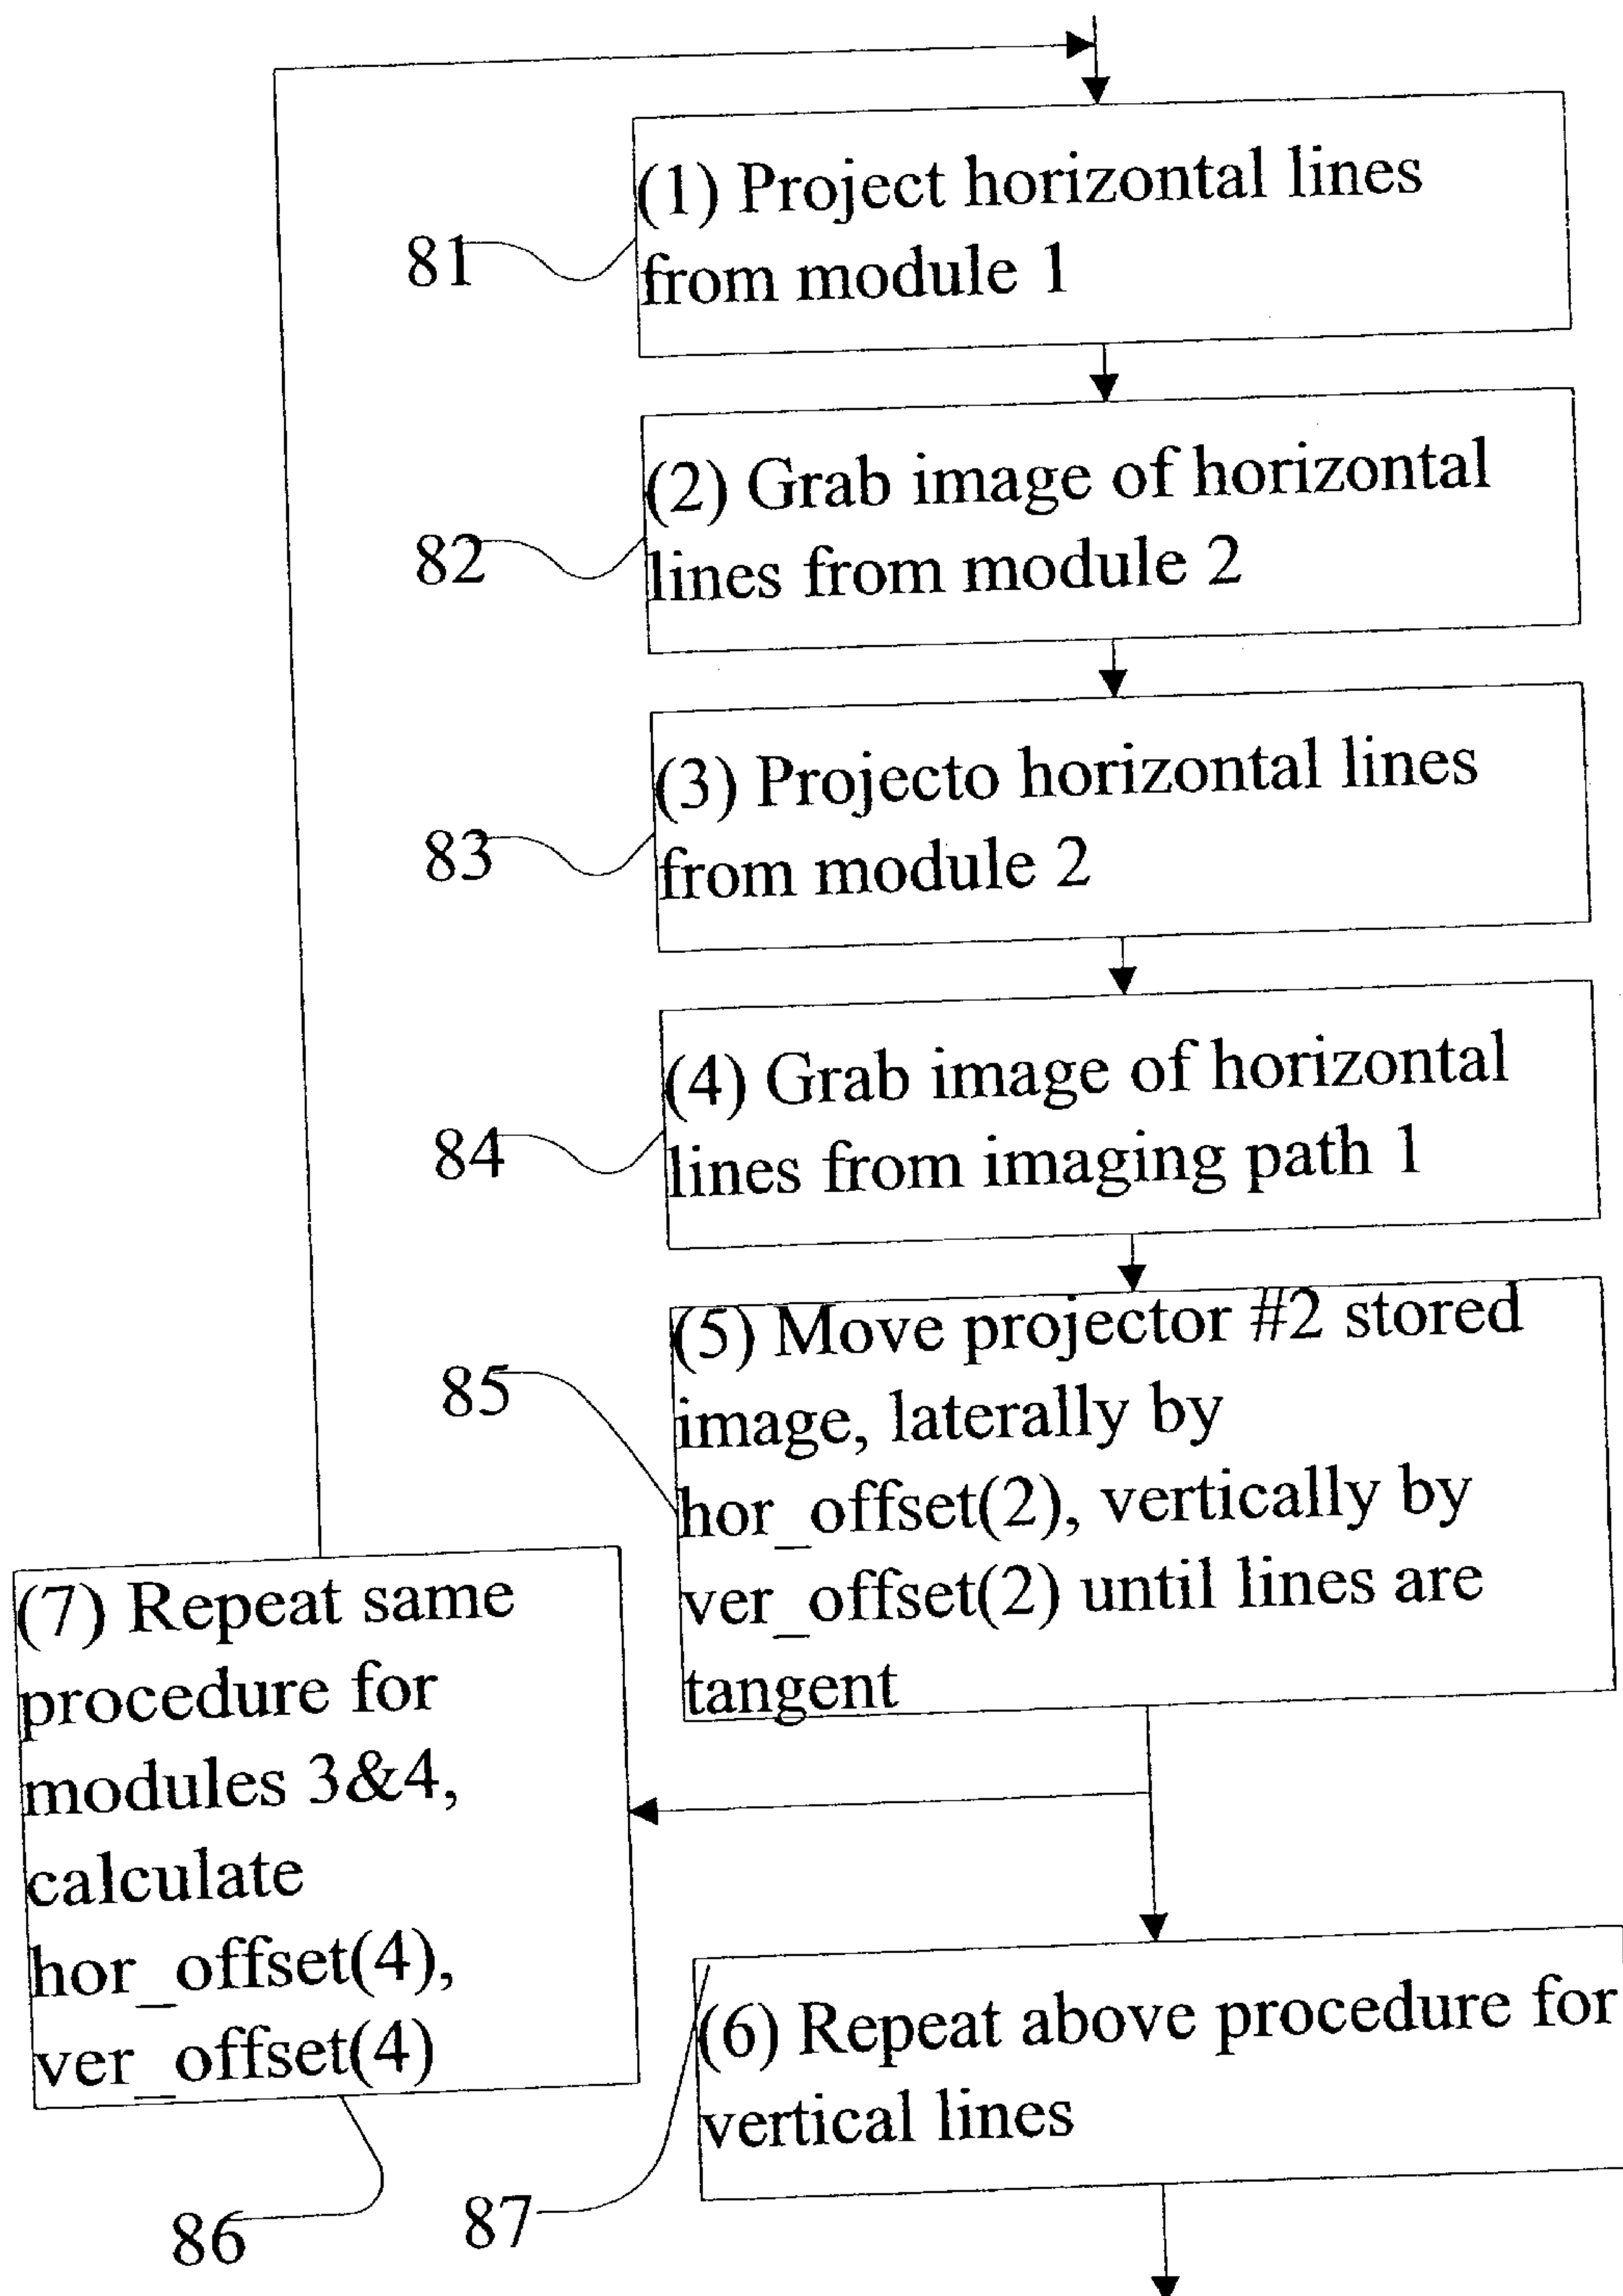 81
(1) Project horizontal lines
from module 1
82
(2) Grab image of horizontal
lines from module 2
83
(3) Projecto horizontal lines
from module 2
84
(4) Grab image of horizontal
lines from imaging path 1
85
(5) Move projector #2 stored
image, laterally by
hor_offset(2), vertically by
ver_offset(2) until lines are
tangent
(7) Repeat same
procedure for
modules 3&4,
calculate
hor_offset(4),
ver_offset(4)
86
87
(6) Repeat above procedure for
vertical lines